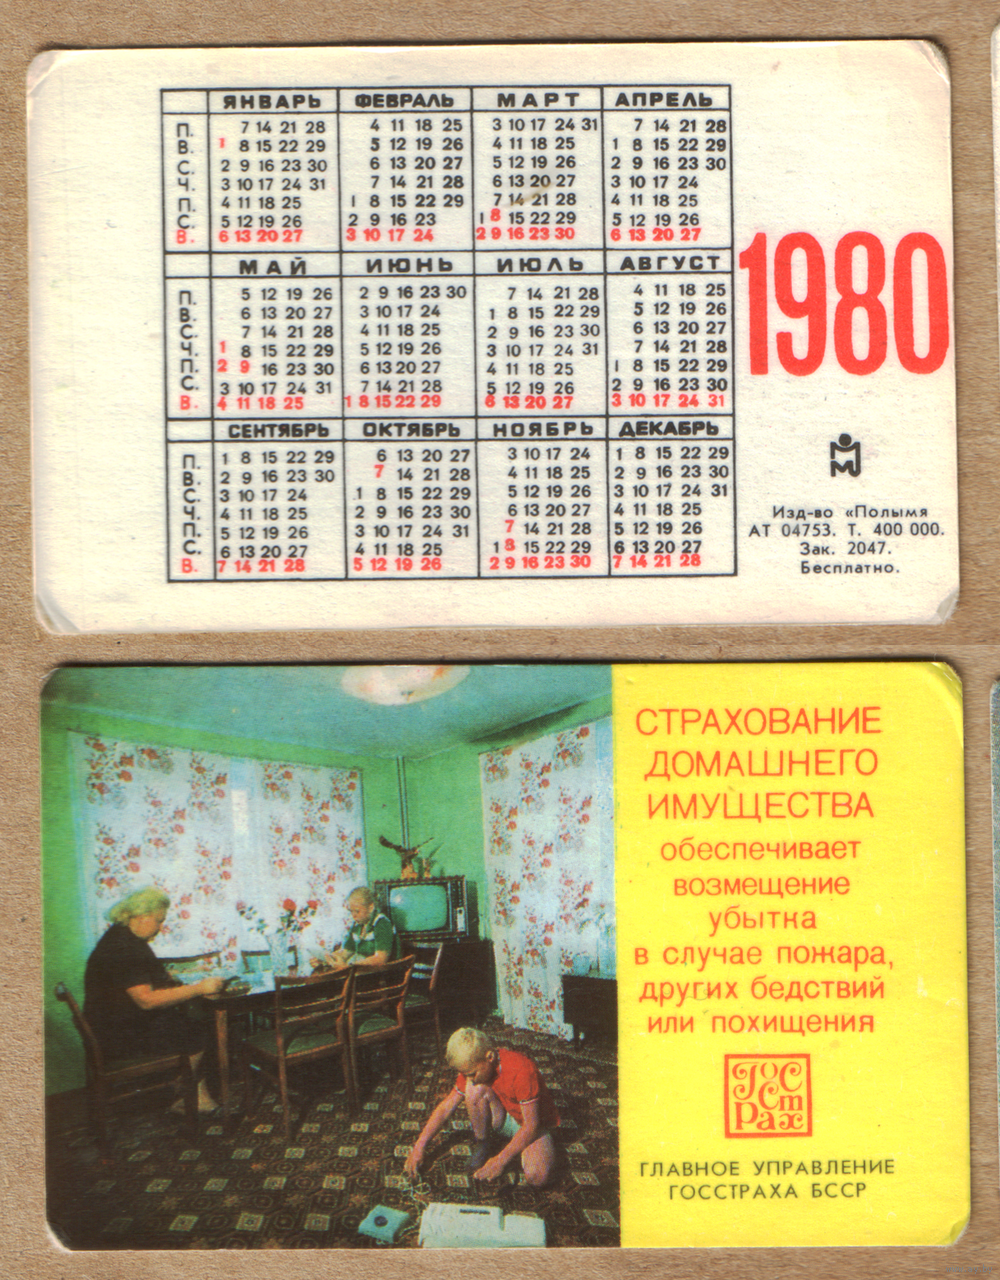 ЯНВАРЬ ФЕВРАЛЬ МАРТ АПРЕЛЬ
П. 7 14 21 28 4 11 18 25 3 10 17 24 31 7 14 21 28
В. 1 8 15 22 29 5 12 19 26 4 11 18 25 1 8 15 22 29
С. 2 9 16 23 30 6 13 20 27 5 12 19 26 2 9 16 23 30
Ч. 3 10 17 24 31 7 14 21 28 6 13 20 27 3 10 17 24
П. 4 11 18 25 1 8 15 22 29 7 14 21 28 4 11 18 25
С. 5 12 19 26 2 9 16 23 1 8 15 22 29 5 12 19 26
В. 6 13 20 27 3 10 17 24 2 9 16 23 30 6 13 20 27
МАЙ ИЮНЬ ИЮЛЬ АВГУСТ
П. 5 12 19 26 2 9 16 23 30 7 14 21 28 4 11 18 25
В. 6 13 20 27 3 10 17 24 1 8 15 22 29 5 12 19 26
С. 7 14 21 28 4 11 18 25 2 9 16 23 30 6 13 20 27
Ч. 1 8 15 22 29 5 12 19 26 3 10 17 24 31 7 14 21 28
П. 2 9 16 23 30 6 13 20 27 4 11 18 25 1 8 15 22 29
С. 3 10 17 24 31 7 14 21 28 5 12 19 26 2 9 16 23 30
В. 4 11 18 25 1 8 15 22 29 6 13 20 27 3 10 17 24 31
СЕНТЯБРЬ ОКТЯБРЬ НОЯБРЬ ДЕКАБРЬ
П. 1 8 15 22 29 6 13 20 27 3 10 17 24 1 8 15 22 29
В. 2 9 16 23 30 7 14 21 28 4 11 18 25 2 9 16 23 30
С. 3 10 17 24 1 8 15 22 29 5 12 19 26 3 10 17 24 31
Ч. 4 11 18 25 2 9 16 23 30 6 13 20 27 4 11 18 25
П. 5 12 19 26 3 10 17 24 31 7 14 21 28 5 12 19 26
С. 6 13 20 27 4 11 18 25 1 8 15 22 29 6 13 20 27
В. 7 14 21 28 5 12 19 26 2 9 16 23 30 7 14 21 28
1980
Изд-во «Полымя
АТ 04753. Т. 400 000.
Зак. 2047.
Бесплатно.
СТРАХОВАНИЕ
ДОМАШНЕГО
ИМУЩЕСТВА
обеспечивает
возмещение
убытка
в случае пожара,
других бедствий
или похищения
ГОС
Ст
Рах
ГЛАВНОЕ УПРАВЛЕНИЕ
ГОССТРАХА БССР